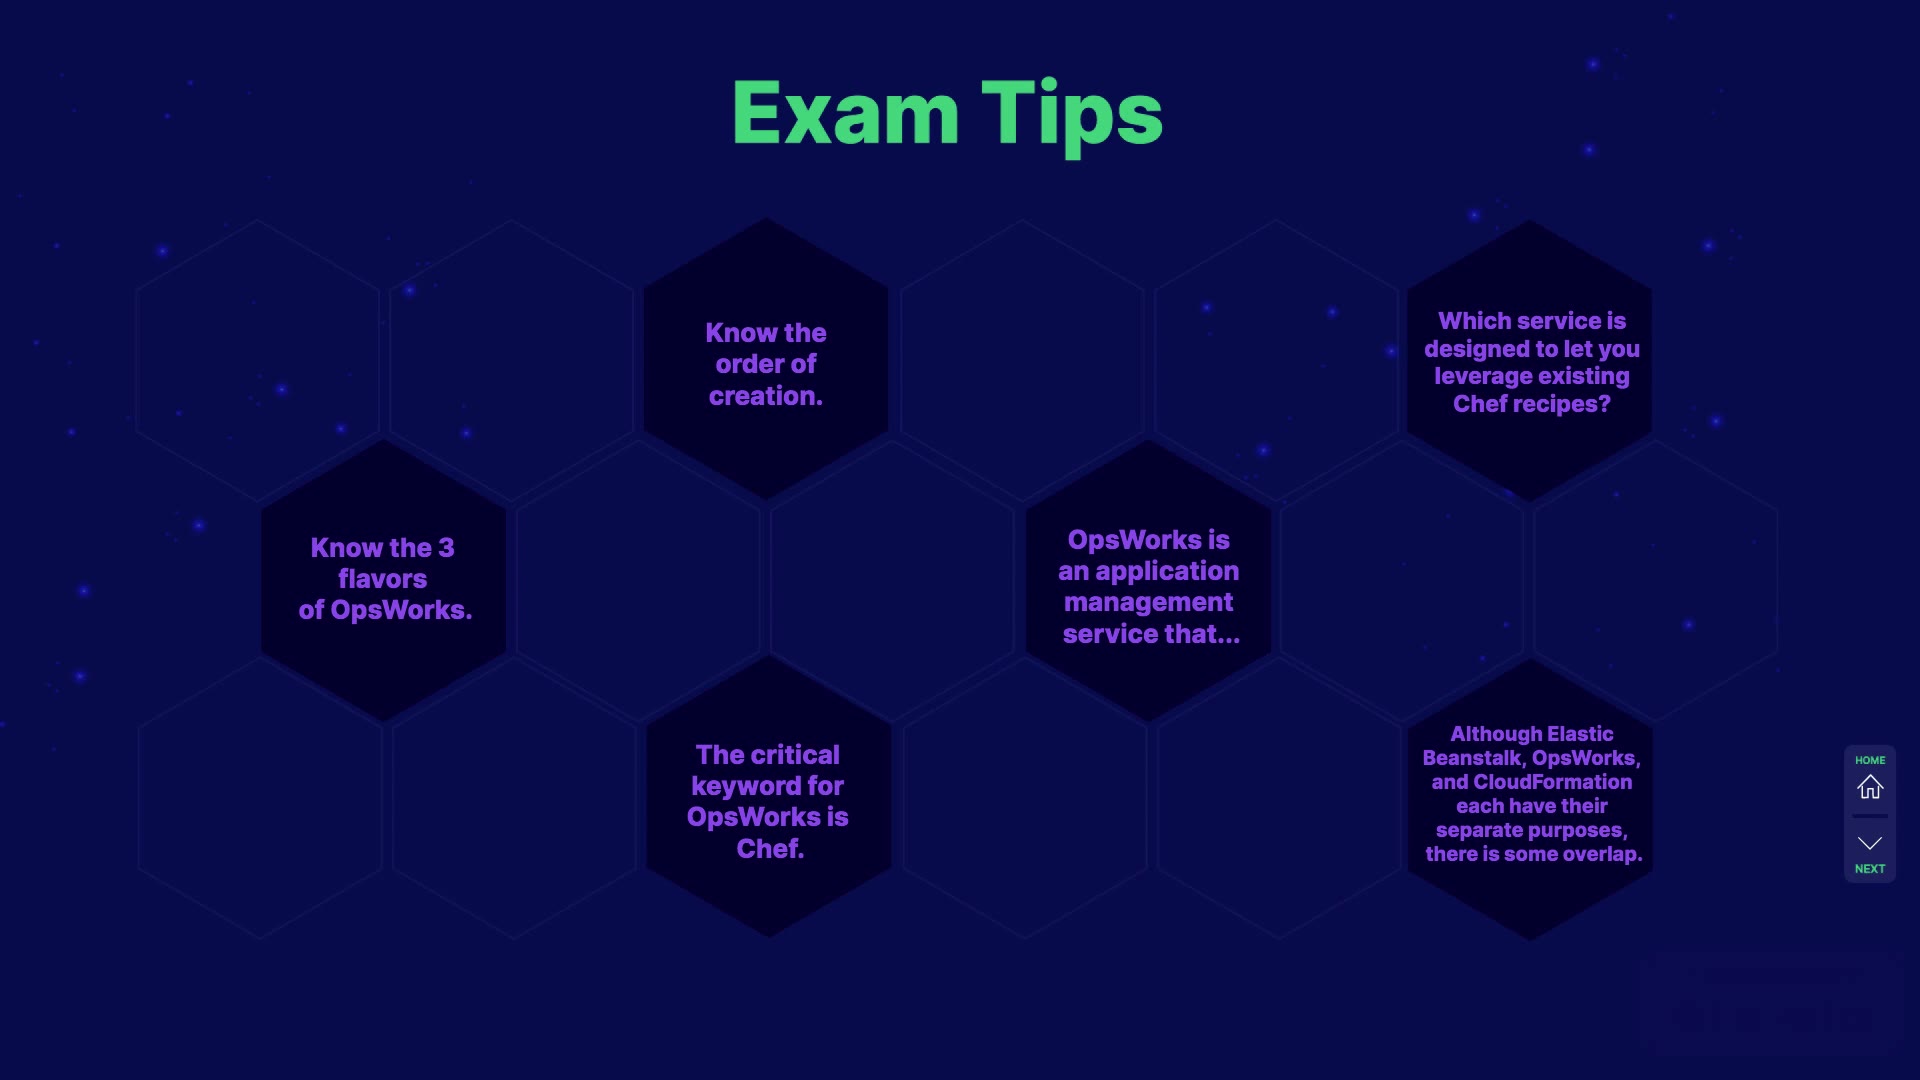 Exam Tips
Know the
order of
creation.
Which service is
designed to let you
leverage existing
Chef recipes?
Know the 3
flavors
of OpsWorks.
OpsWorks is
an application
management
service that...
The critical
keyword for
OpsWorks is
Chef.
Although Elastic
Beanstalk, OpsWorks,
and CloudFormation
each have their
separate purposes,
there is some overlap.
HOME
NEXT